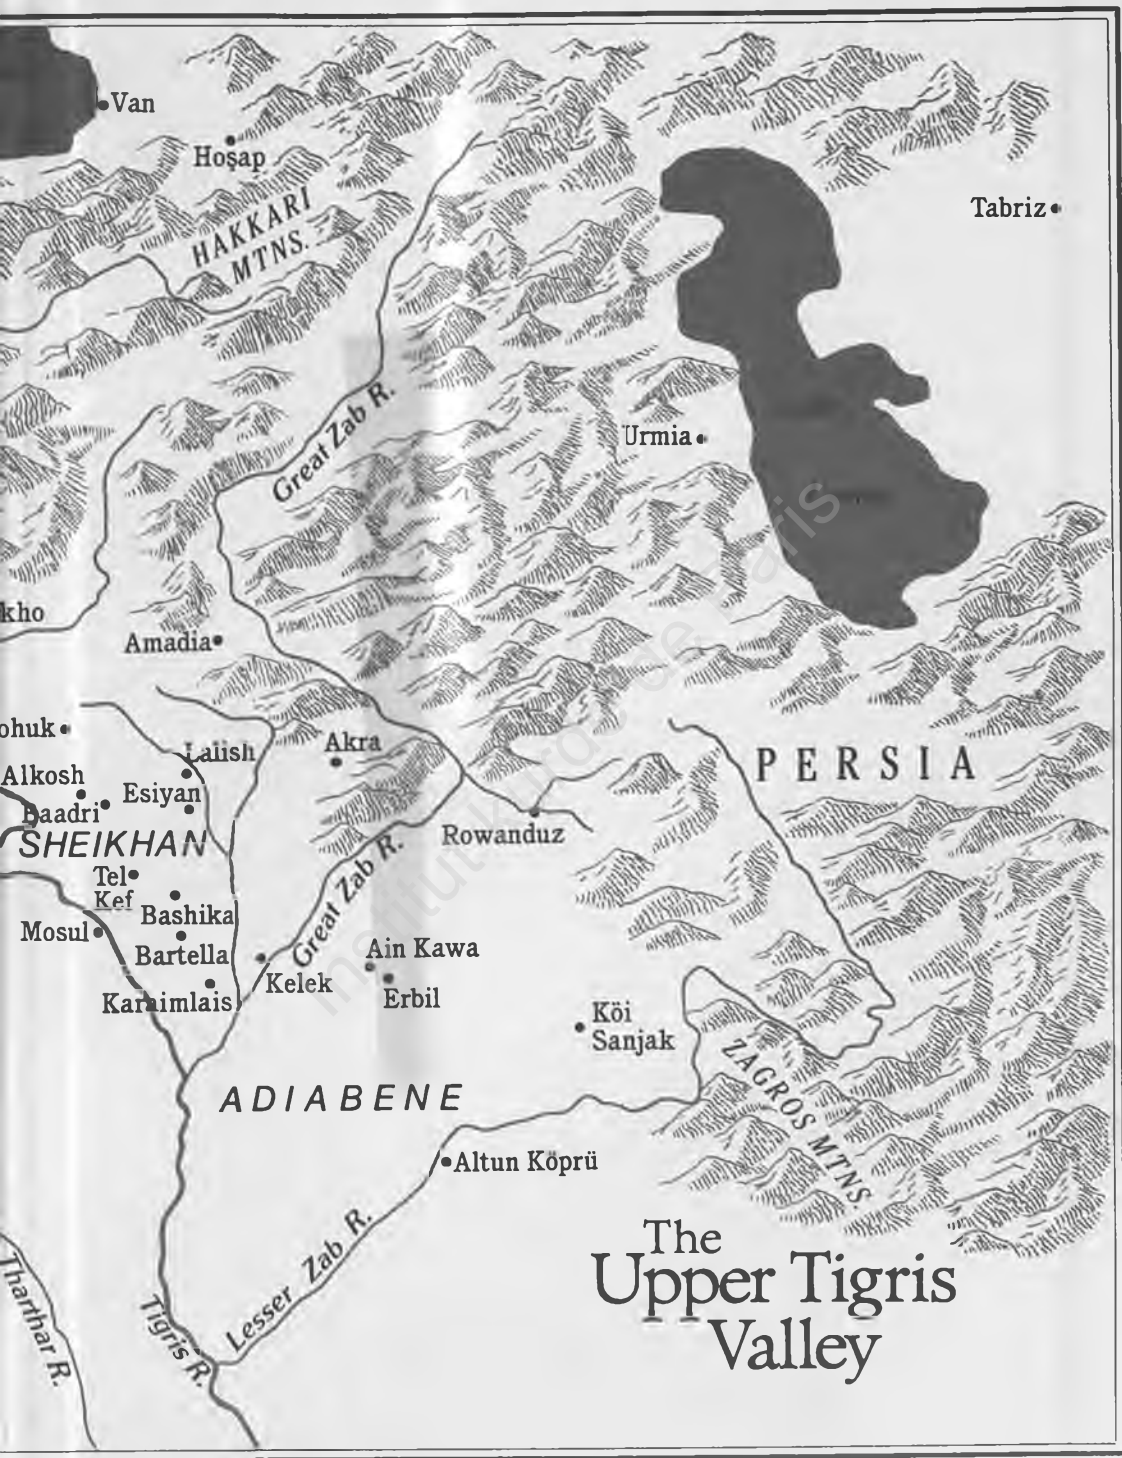 Van
Hoşap
HAKKARI
MTNS.
Tabriz
Great Zab R.
Urmia
kho
Amadia
ohuk
Lalish
Akra
PERSIA
Alkosh
Esiyan
Baadri
SHEIKHAN
Rowanduz
Great Zab R.
Tel
Kef
Bashika
Mosul
Bartella
Ain Kawa
Kelek
Karaimlais
Erbil
Köi
Sanjak
ZAGROS MTNS.
ADIABENE
Altun Köprü
Lesser Zab R.
Tharthar R.
Tigris R.
The
Upper Tigris
Valley